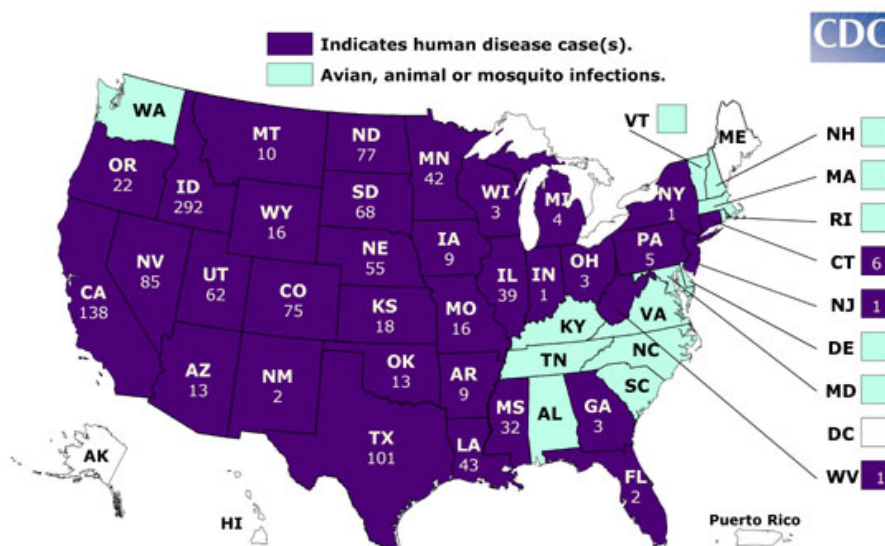 CDC
Indicates human disease case(s).
Avian, animal or mosquito infections.
WA
MT
10
ND
77
MN
42
VT
ME
NH
OR
22
ID
292
WY
16
SD
68
WI
3
MI
4
NY
1
MA
RI
NV
85
UT
62
CO
75
NE
55
IA
9
IL
39
IN
1
OH
3
PA
5
CT 6
CA
138
KS
18
MO
16
KY
VA
NJ 1
AZ
13
NM
2
OK
13
AR
9
TN
NC
DE
SC
MD
TX
101
LA
43
MS
32
AL
GA
3
DC
AK
FL
2
WV 1
HI
Puerto Rico